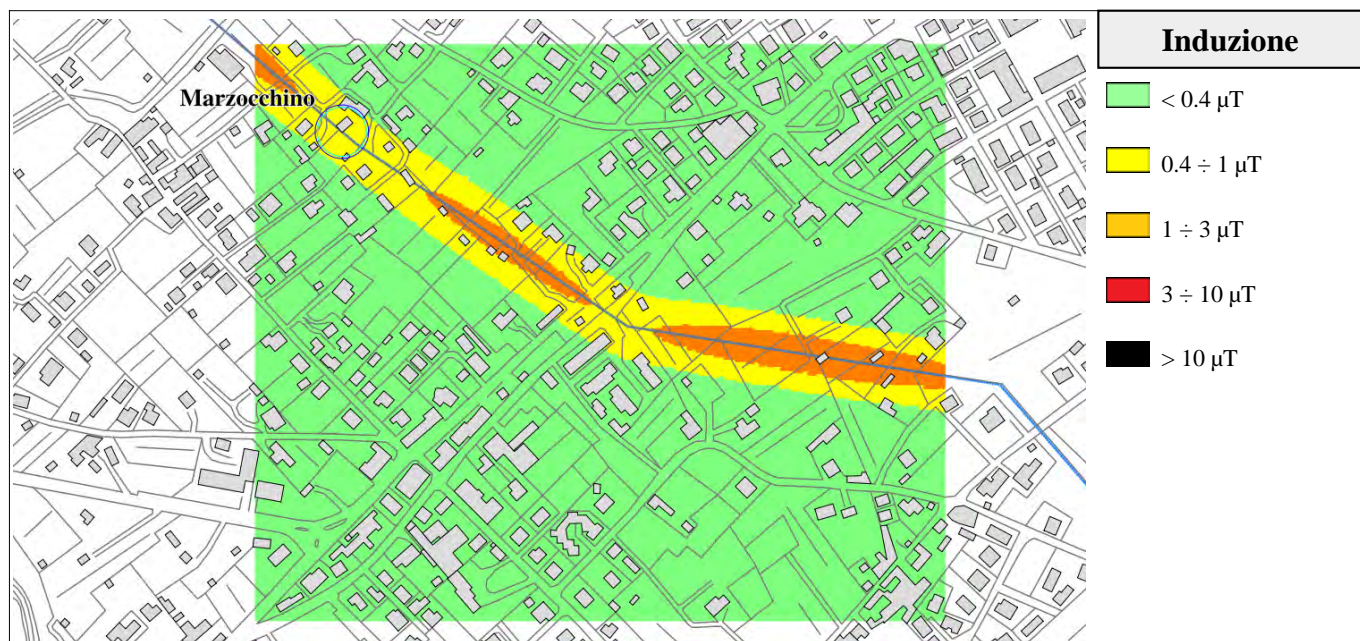 Induzione
< 0.4 µT
Marzocchino
0.4 ÷ 1 µT
1 ÷ 3 µT
3 ÷ 10 µT
> 10 µT